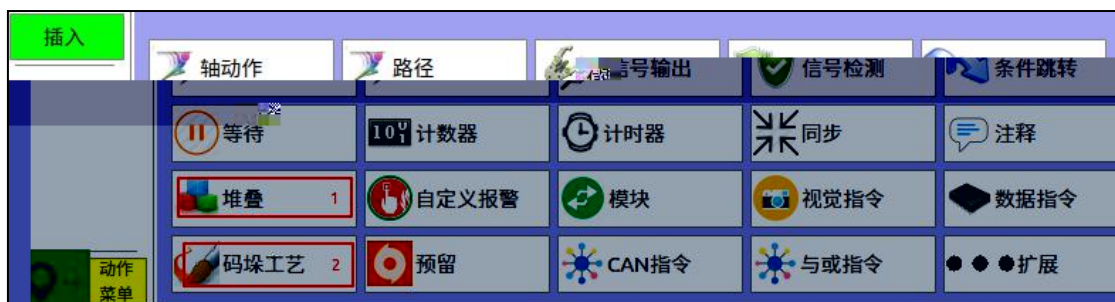 插入
轴动作 路径 信号输出 信号检测 条件跳转
等待 计数器 计时器 同步 注释
堆叠 1 自定义报警 模块 视觉指令 数据指令
码垛工艺 2 预留 CAN指令 与或指令 扩展
动作
菜单